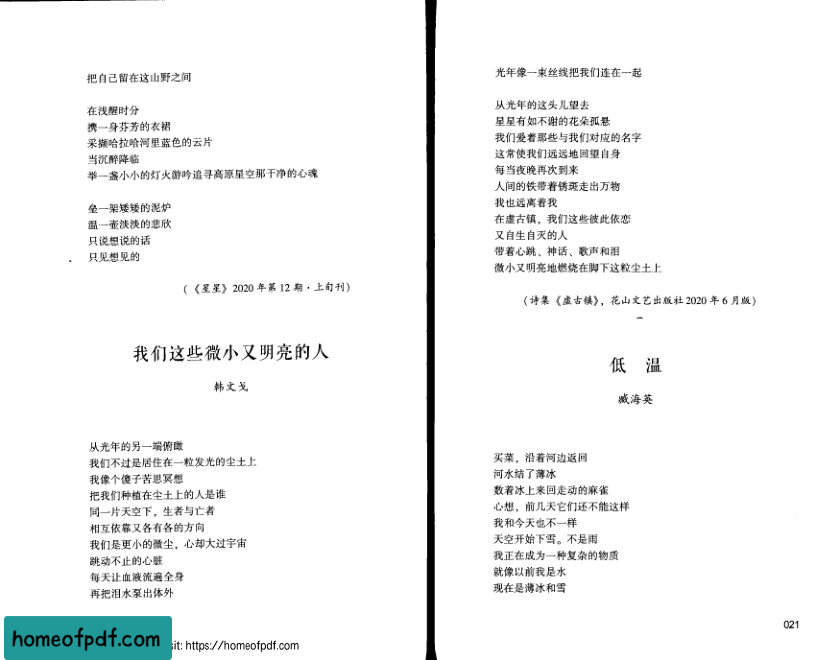 把自己留在这山野之间
在浅醒时分
携一身芬芳的衣裙
采撷哈拉哈河里蓝色的云片
当沉醉降临
举一盏小小的灯火游吟追寻高原星空那干净的心魂
垒一架矮矮的泥炉
温一壶淡淡的悲欣
只说想说的话
只见想见的
(《星星》2020年第12期·上旬刊)
我们这些微小又明亮的人
韩文戈
从光年的另一端俯瞰
我们不过是居住在一粒发光的尘土上
我像个傻子苦思冥想
把我们种植在尘土上的人是谁
同一片天空下，生者与亡者
相互依靠又各有各的方向
我们是更小的微尘，心却大过宇宙
跳动不止的心脏
每天让血液流遍全身
再把泪水泵出体外
homeofpdf.com
sit: https://homeofpdf.com
光年像一束丝线把我们连在一起
从光年的这头儿望去
星星有如不谢的花朵孤悬
我们爱着那些与我们对应的名字
这常使我们远远地回望自身
每当夜晚再次到来
人间的铁带着锈斑走出万物
我也远离着我
在虚古镇，我们这些彼此依恋
又自生自灭的人
带着心跳、神话、歌声和泪
微小又明亮地燃烧在脚下这粒尘土上
(诗集《虚古镇》，花山文艺出版社2020年6月版)
低 温
臧海英
买菜，沿着河边返回
河水结了薄冰
数着冰上来回走动的麻雀
心想，前几天它们还不能这样
我和今天也不一样
天空开始下雪。不是雨
我正在成为一种复杂的物质
就像以前我是水
现在是薄冰和雪
021